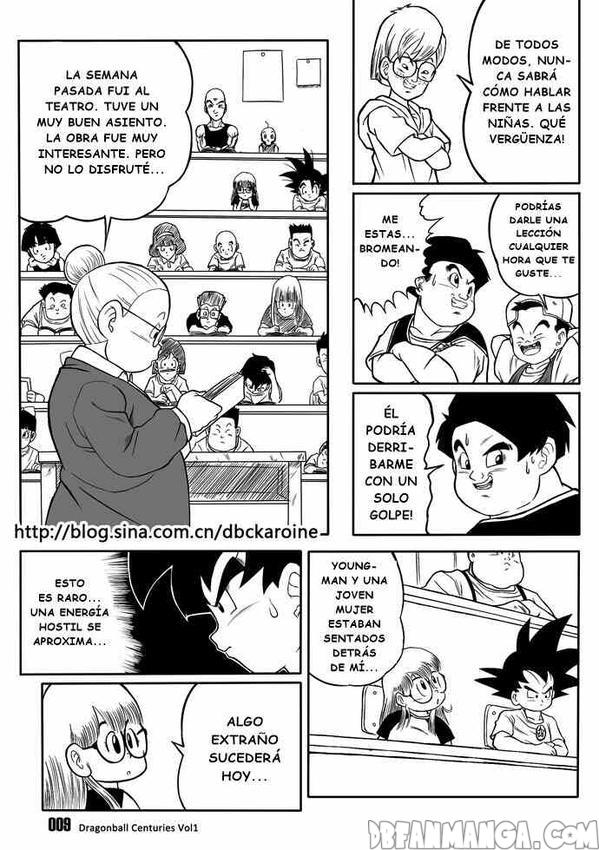 LA SEMANA
PASADA FUI AL
TEATRO. TUVE UN
MUY BUEN ASIENTO.
LA OBRA FUE MUY
INTERESANTE. PERO
NO LO DISFRUTÉ...
DE TODOS
MODOS, NUN-
CA SABRÁ
CÓMO HABLAR
FRENTE A LAS
NIÑAS. QUÉ
VERGÜENZA!
ME
ESTAS...
BROMEAN-
DO!
PODRÍAS
DARLE UNA
LECCIÓN
CUALQUIER
HORA QUE TE
GUSTE...
ÉL
PODRÍA
DERRI-
BARME
CON UN
SOLO
GOLPE!
http://blog.sina.com.cn/dbckaroine
ESTO
ES RARO...
UNA ENERGÍA
HOSTIL SE
APROXIMA...
YOUNG-
MAN Y UNA
JOVEN
MUJER
ESTABAN
SENTADOS
DETRÁS
DE MÍ...
ALGO
EXTRAÑO
SUCEDERÁ
HOY...
009 Dragonball Centuries Vol1
DBFANMANGA.COM